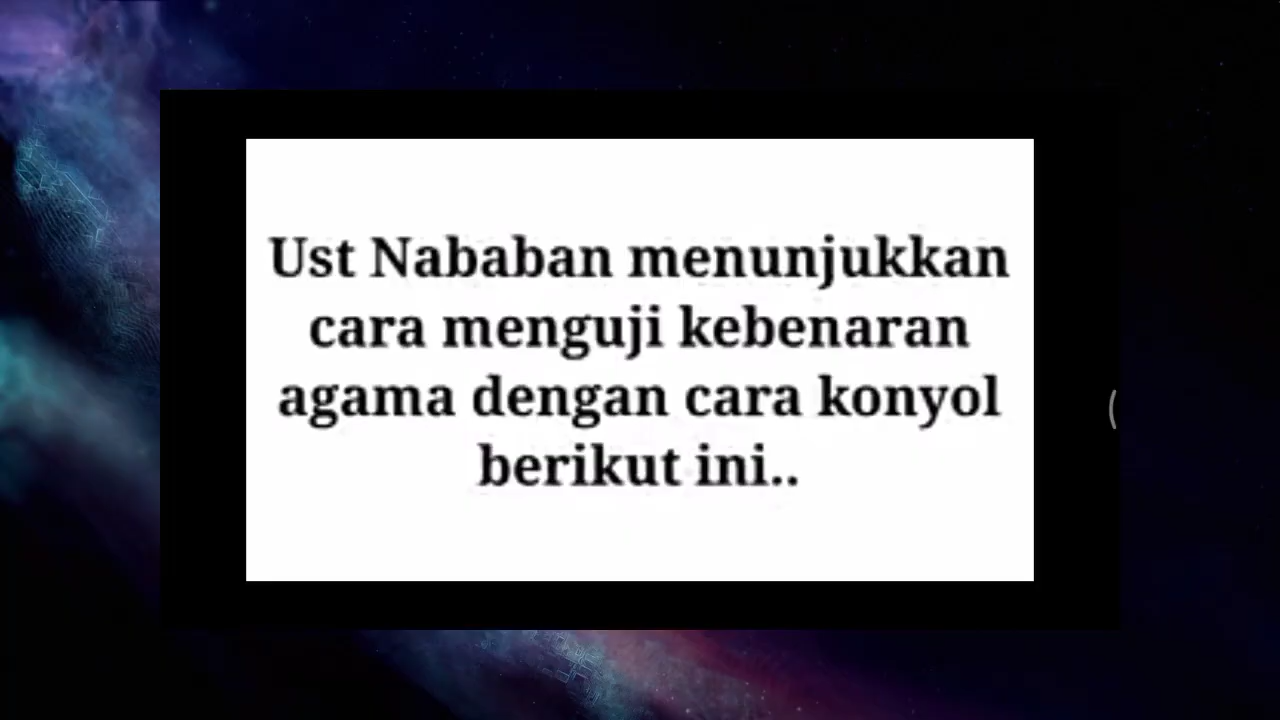 Ust Nababan menunjukkan
cara menguji kebenaran
agama dengan cara konyol
berikut ini..